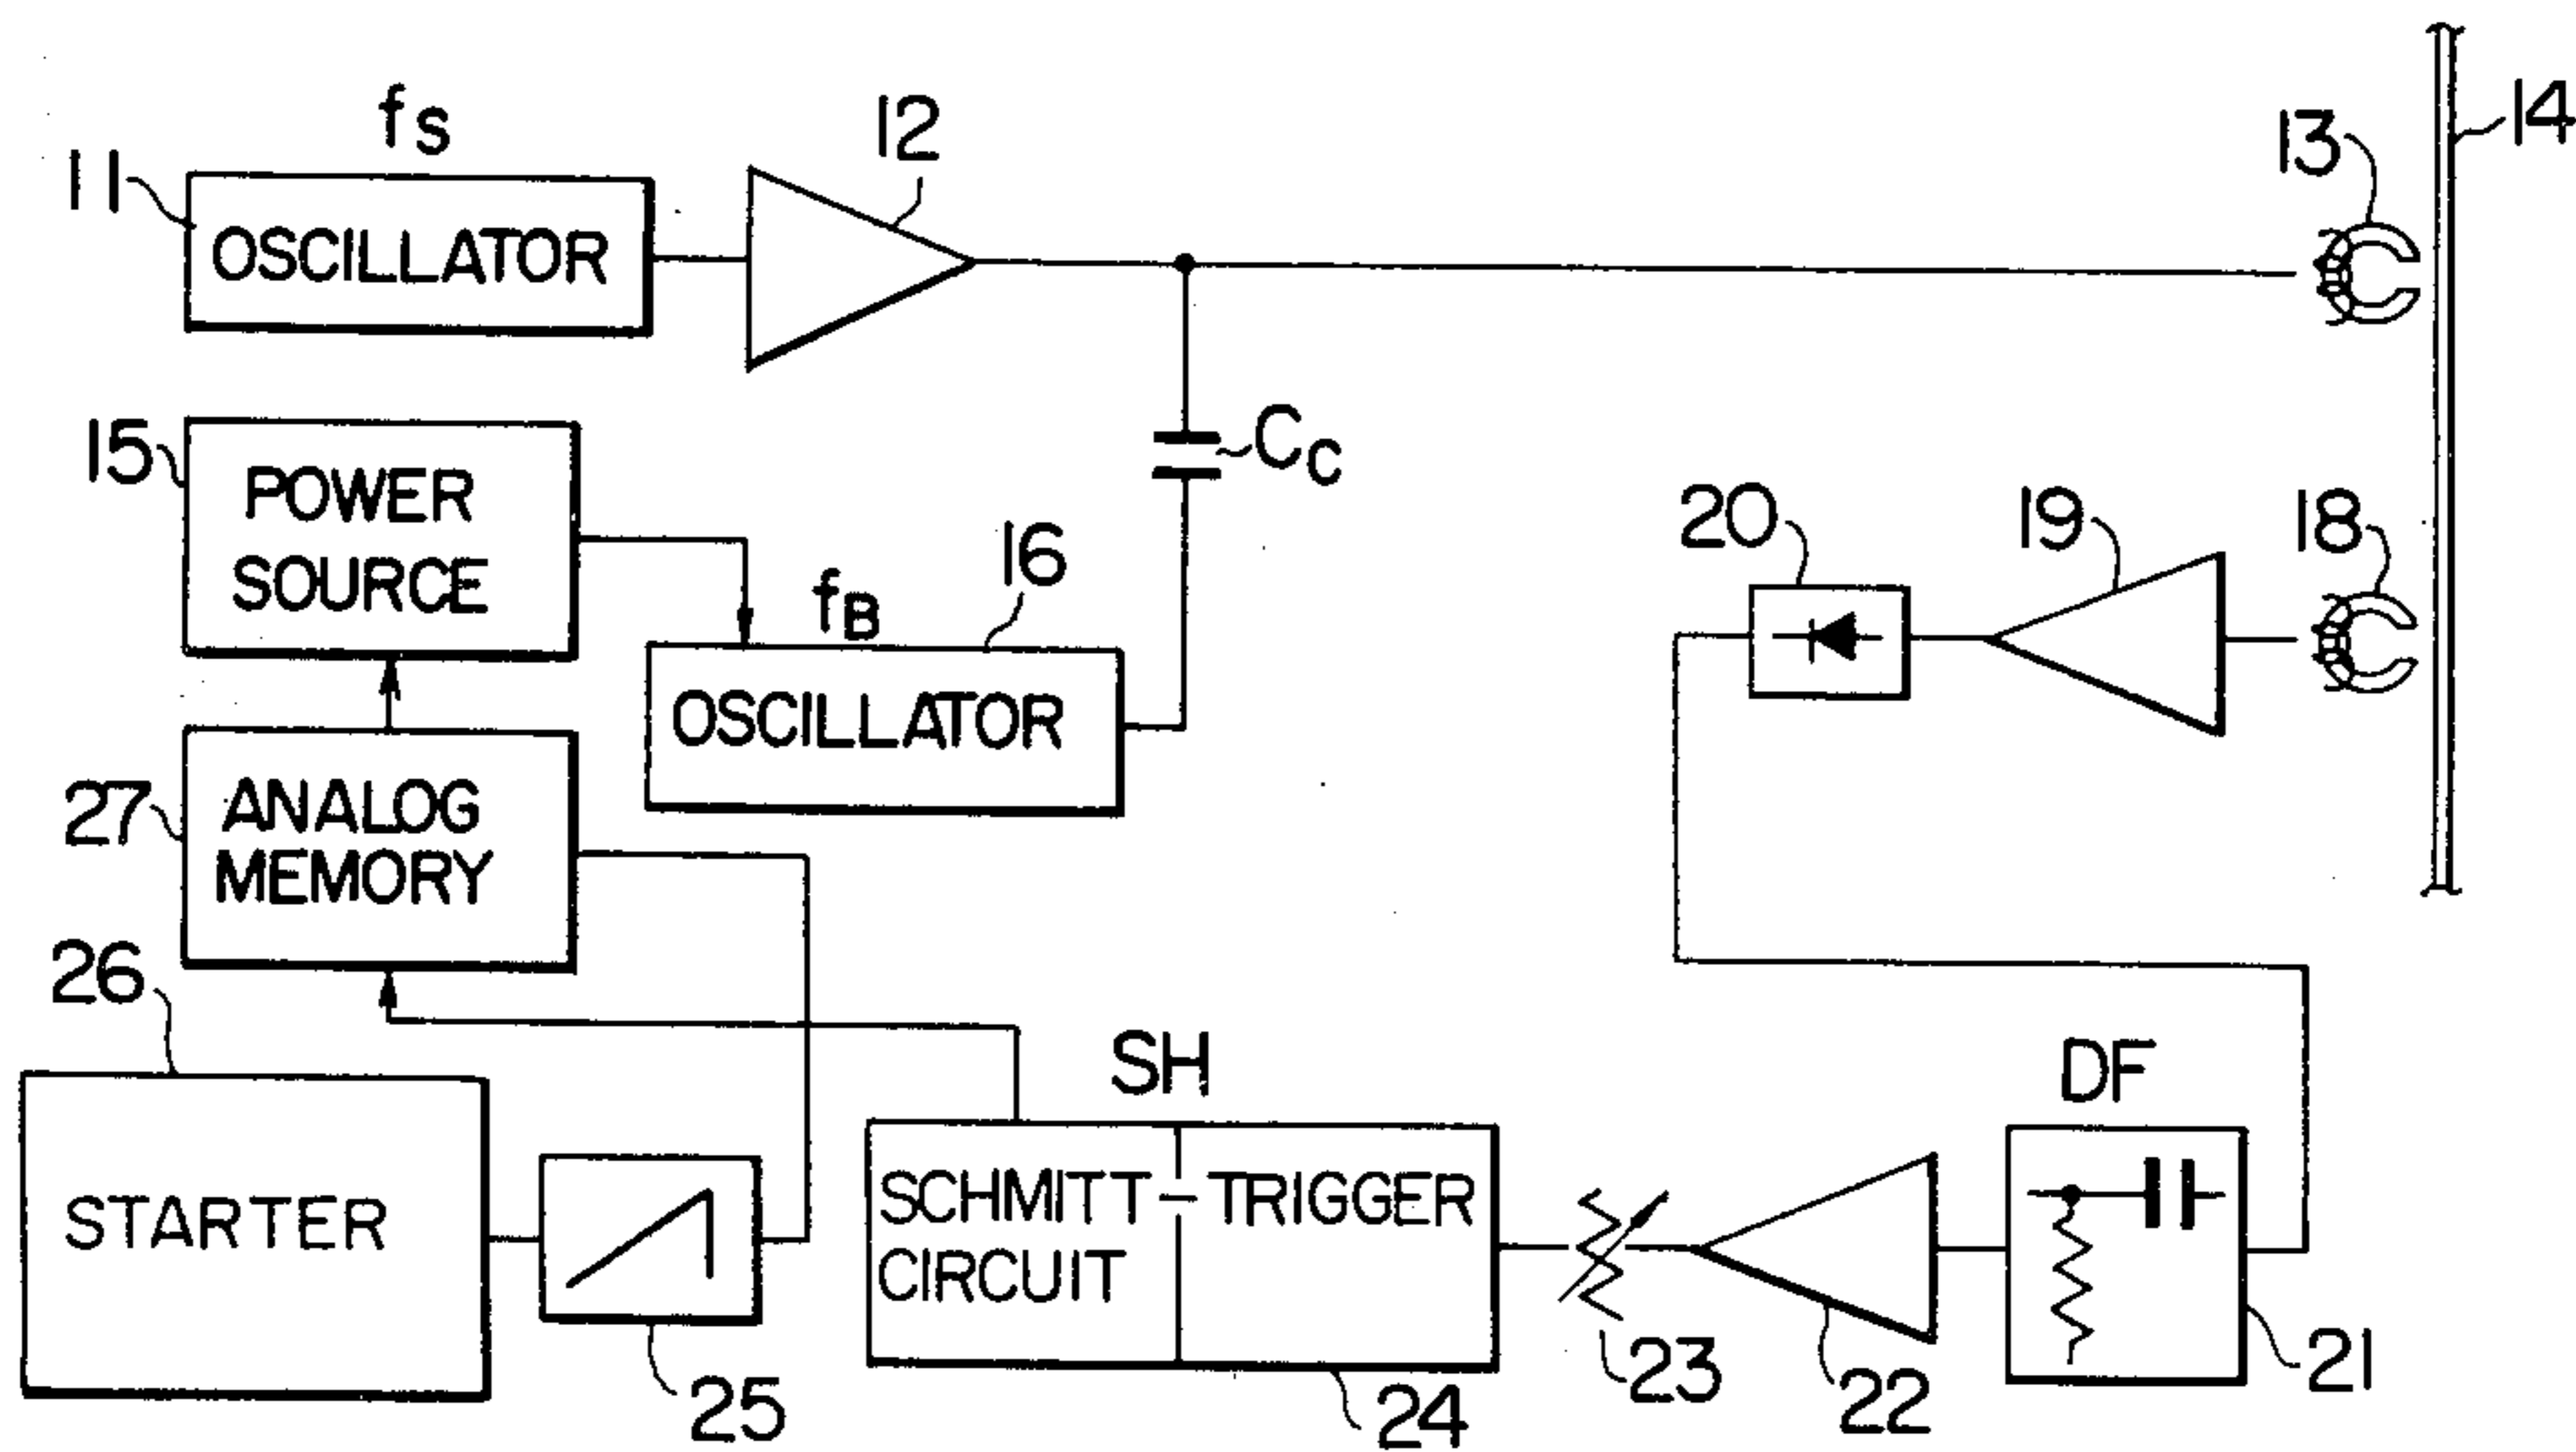 fS
12
11
OSCILLATOR
13
14
15
POWER
SOURCE
CC
fB
16
OSCILLATOR
20
19
18
27
ANALOG
MEMORY
26
STARTER
25
SH
SCHMITT-TRIGGER
CIRCUIT
24
23
22
DF
21